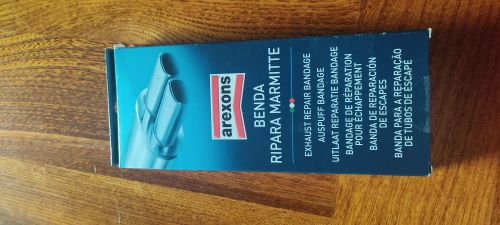 arexons
BENDA
RIPARA MARMITTE
EXHAUST REPAIR BANDAGE
AUSPUFF BANDAGE
UITLAAT REPARATIE BANDAGE
BANDAGE DE RÉPARATION
POUR ÉCHAPPEMENT
BANDA DE REPARACIÓN
DE ESCAPES
BANDA PARA A REPARAÇÃO
DE TUBOS DE ESCAPE